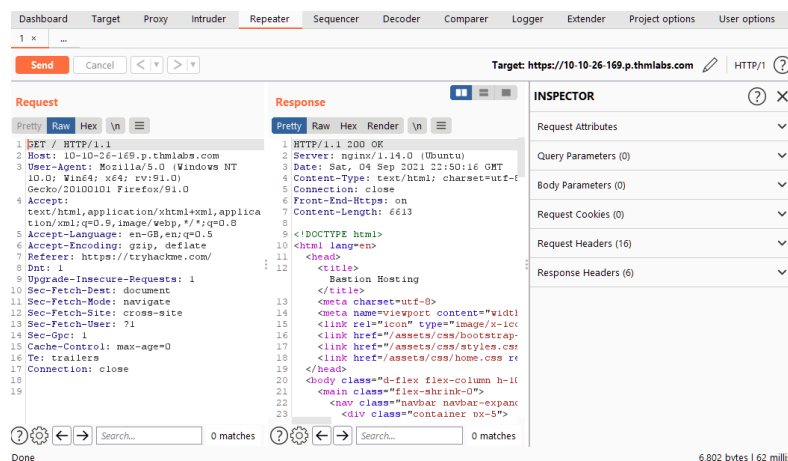 Dashboard Target Proxy Intruder Repeater Sequencer Decoder Comparer Logger Extender Project options User options
1 × ...
Send Cancel < > Target: https://10-10-26-169.p.thmlabs.com HTTP/1 ?
Request
Pretty Raw Hex \n
1 GET / HTTP/1.1
2 Host: 10-10-26-169.p.thmlabs.com
3 User-Agent: Mozilla/5.0 (Windows NT
10.0; Win64; x64; rv:91.0)
Gecko/20100101 Firefox/91.0
4 Accept:
text/html,application/xhtml+xml,applica
tion/xml;q=0.9,image/webp,*/*;q=0.8
5 Accept-Language: en-GB,en;q=0.5
6 Accept-Encoding: gzip, deflate
7 Referer: https://tryhackme.com/
8 Dnt: 1
9 Upgrade-Insecure-Requests: 1
10 Sec-Fetch-Dest: document
11 Sec-Fetch-Mode: navigate
12 Sec-Fetch-Site: cross-site
13 Sec-Fetch-User: ?1
14 Sec-Gpc: 1
15 Cache-Control: max-age=0
16 Te: trailers
17 Connection: close
18
19
? Search... 0 matches
Response
Pretty Raw Hex Render \n
1 HTTP/1.1 200 OK
2 Server: nginx/1.14.0 (Ubuntu)
3 Date: Sat, 04 Sep 2021 22:50:16 GMT
4 Content-Type: text/html; charset=utf-8
5 Connection: close
6 Front-End-Https: on
7 Content-Length: 6613
8
9 <!DOCTYPE html>
10 <html lang=en>
11 <head>
12 <title>
Bastion Hosting
</title>
13 <meta charset=utf-8>
14 <meta name=viewport content="width
15 <link rel="icon" type="image/x-ico
16 <link href="/assets/css/bootstrap-
17 <link href="/assets/css/styles.css
18 <link href=/assets/css/home.css re
19 </head>
20 <body class="d-flex flex-column h-10
21 <main class="flex-shrink-0">
22 <nav class="navbar navbar-expand
23 <div class="container px-5">
? Search... 0 matches
INSPECTOR ? ×
Request Attributes
Query Parameters (0)
Body Parameters (0)
Request Cookies (0)
Request Headers (16)
Response Headers (6)
Done 6,802 bytes | 62 milli